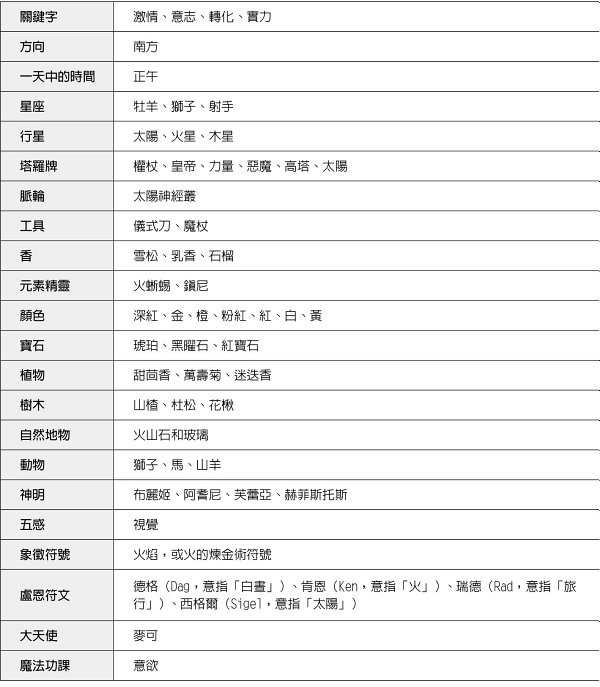 關鍵字 激情、意志、轉化、實力
方向 南方
一天中的時間 正午
星座 牡羊、獅子、射手
行星 太陽、火星、木星
塔羅牌 權杖、皇帝、力量、惡魔、高塔、太陽
脈輪 太陽神經叢
工具 儀式刀、魔杖
香 雪松、乳香、石榴
元素精靈 火蜥蜴、鎮尼
顏色 深紅、金、橙、粉紅、紅、白、黃
寶石 琥珀、黑曜石、紅寶石
植物 甜茴香、萬壽菊、迷迭香
樹木 山楂、杜松、花楸
自然地物 火山石和玻璃
動物 獅子、馬、山羊
神明 布麗姬、阿耆尼、芙蕾亞、赫菲斯托斯
五感 視覺
象徵符號 火焰，或火的煉金術符號
盧恩符文 德格（Dag，意指「白晝」）、肯恩（Ken，意指「火」）、瑞德（Rad，意指「旅
行」）、西格爾（Sigel，意指「太陽」）
大天使 麥可
魔法功課 意欲